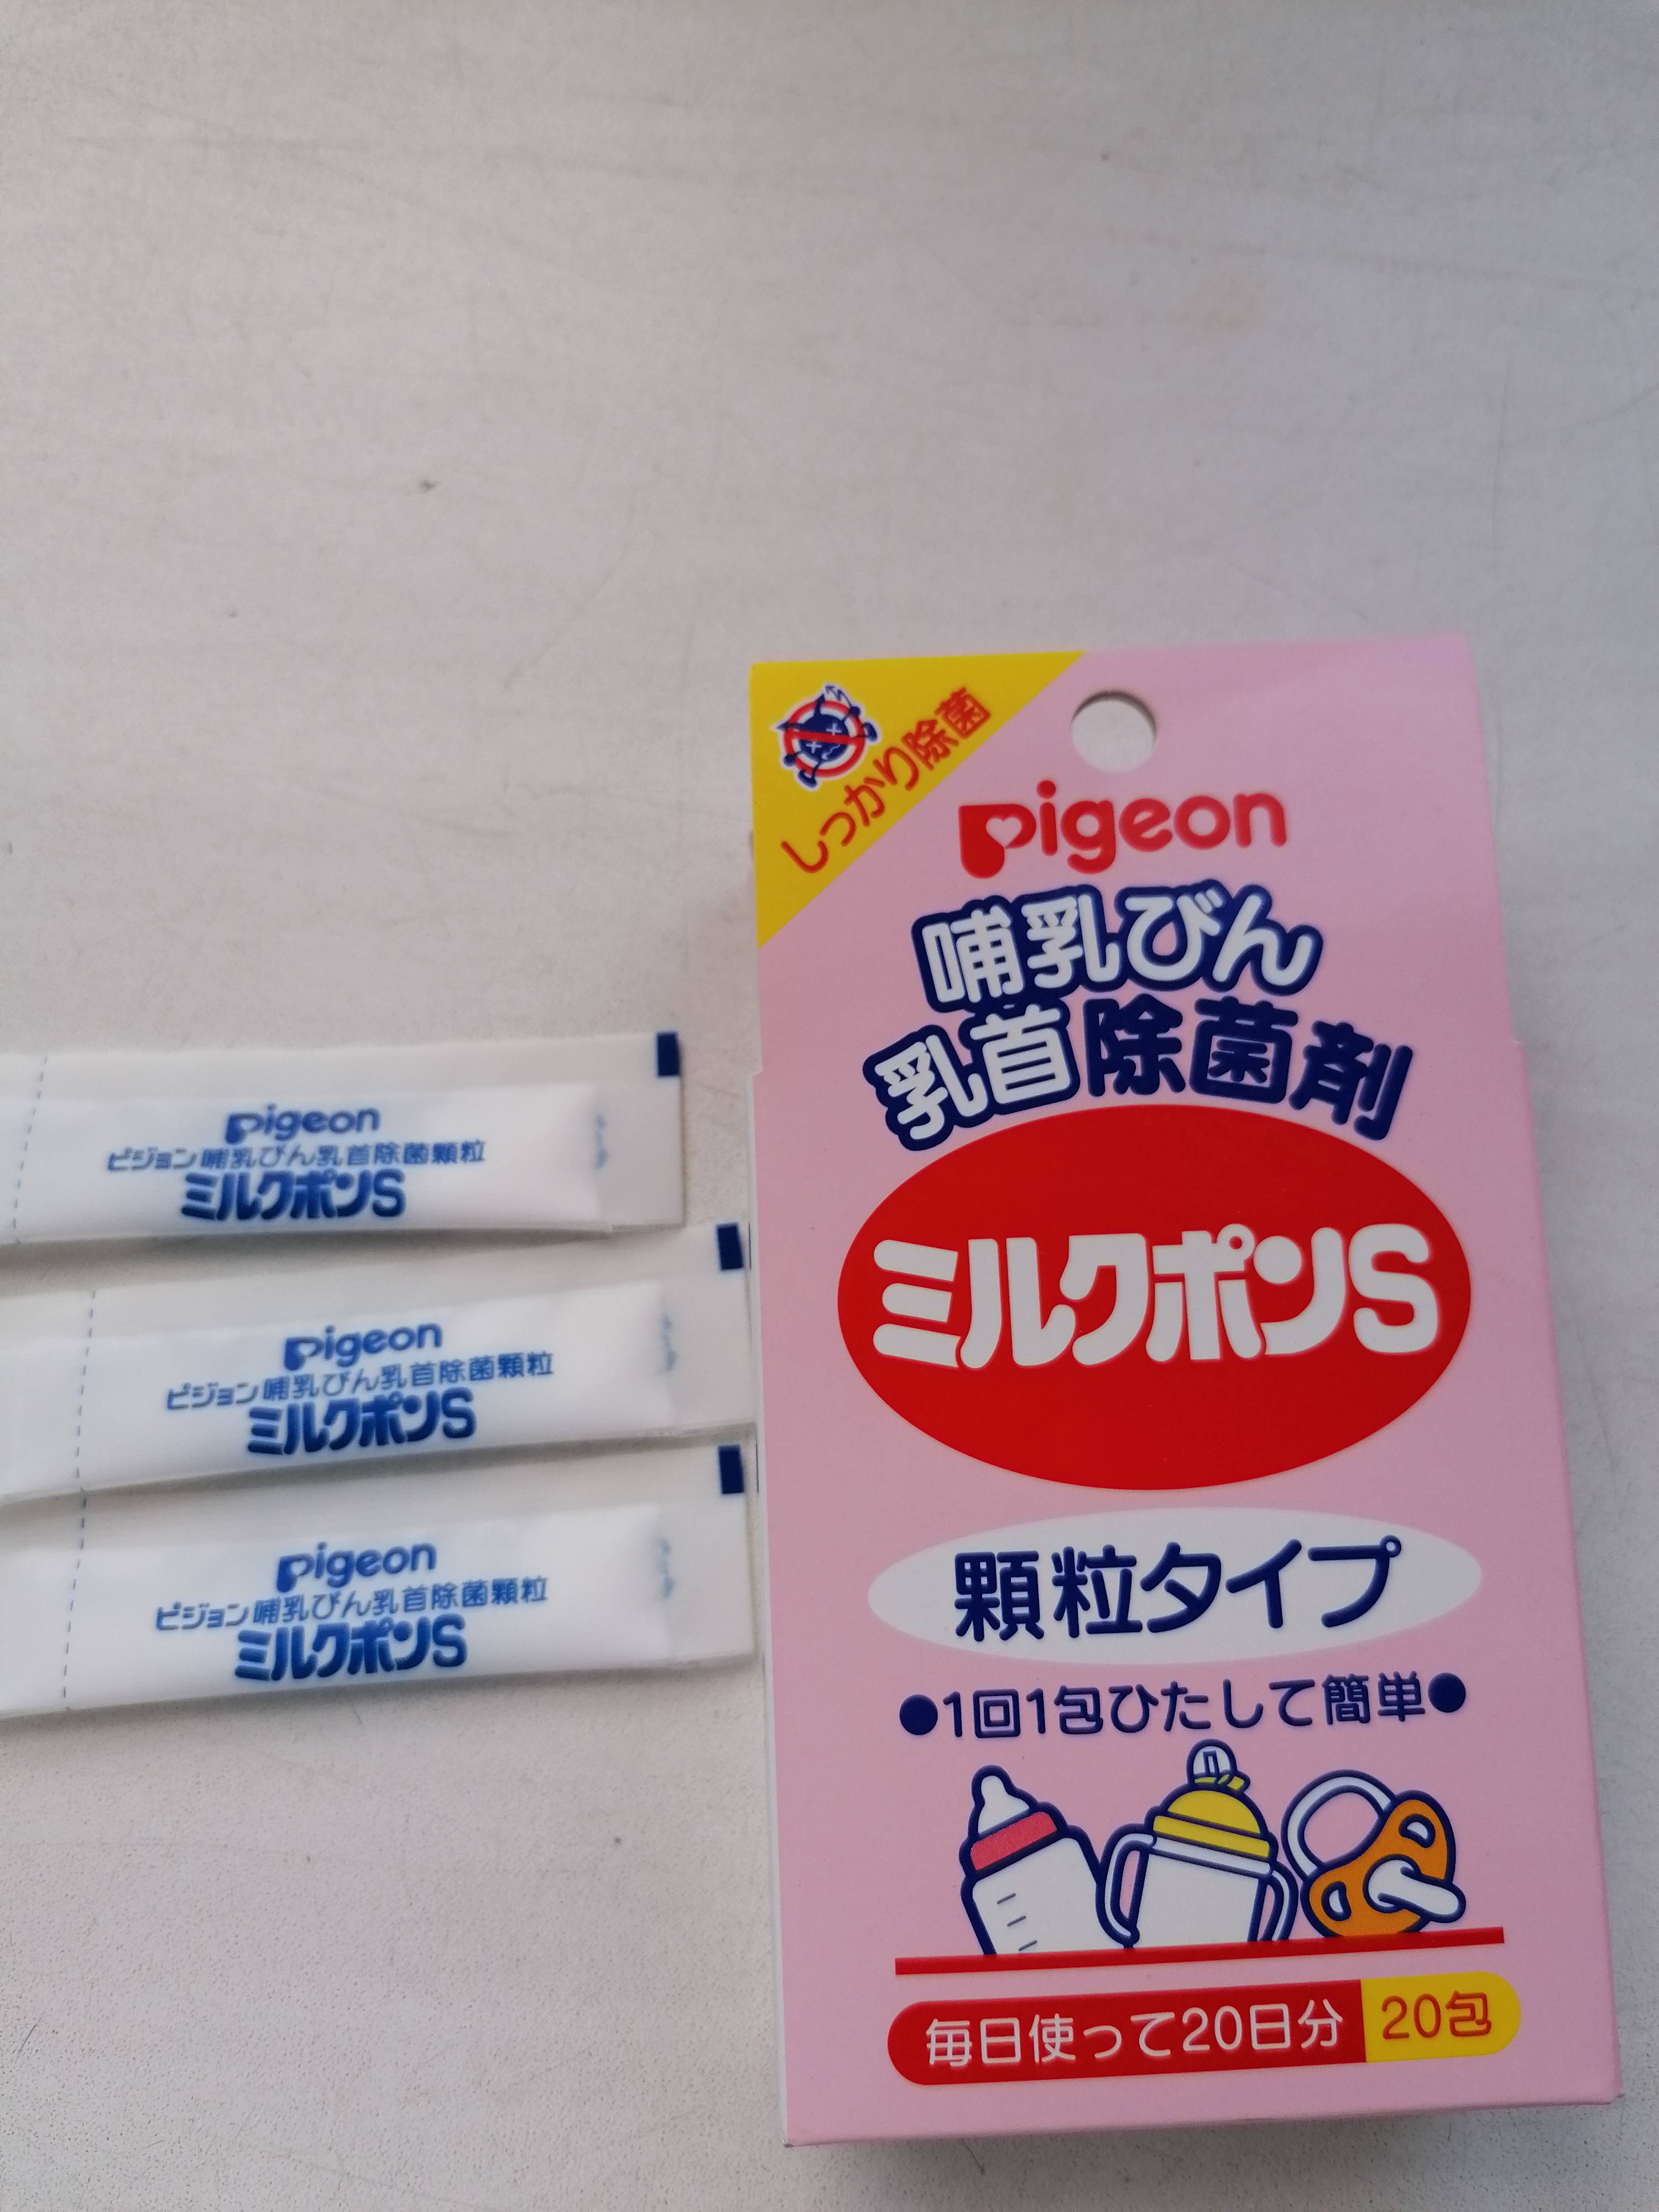 しっかり除菌
Pigeon
哺乳びん
乳首除菌剤
ミルクポンS
顆粒タイプ
●1回1包ひたして簡単●
毎日使って20日分 20包
Pigeon
ピジョン哺乳びん乳首除菌顆粒
ミルクポンS
Pigeon
ピジョン哺乳びん乳首除菌顆粒
ミルクポンS
Pigeon
ピジョン哺乳びん乳首除菌顆粒
ミルクポンS